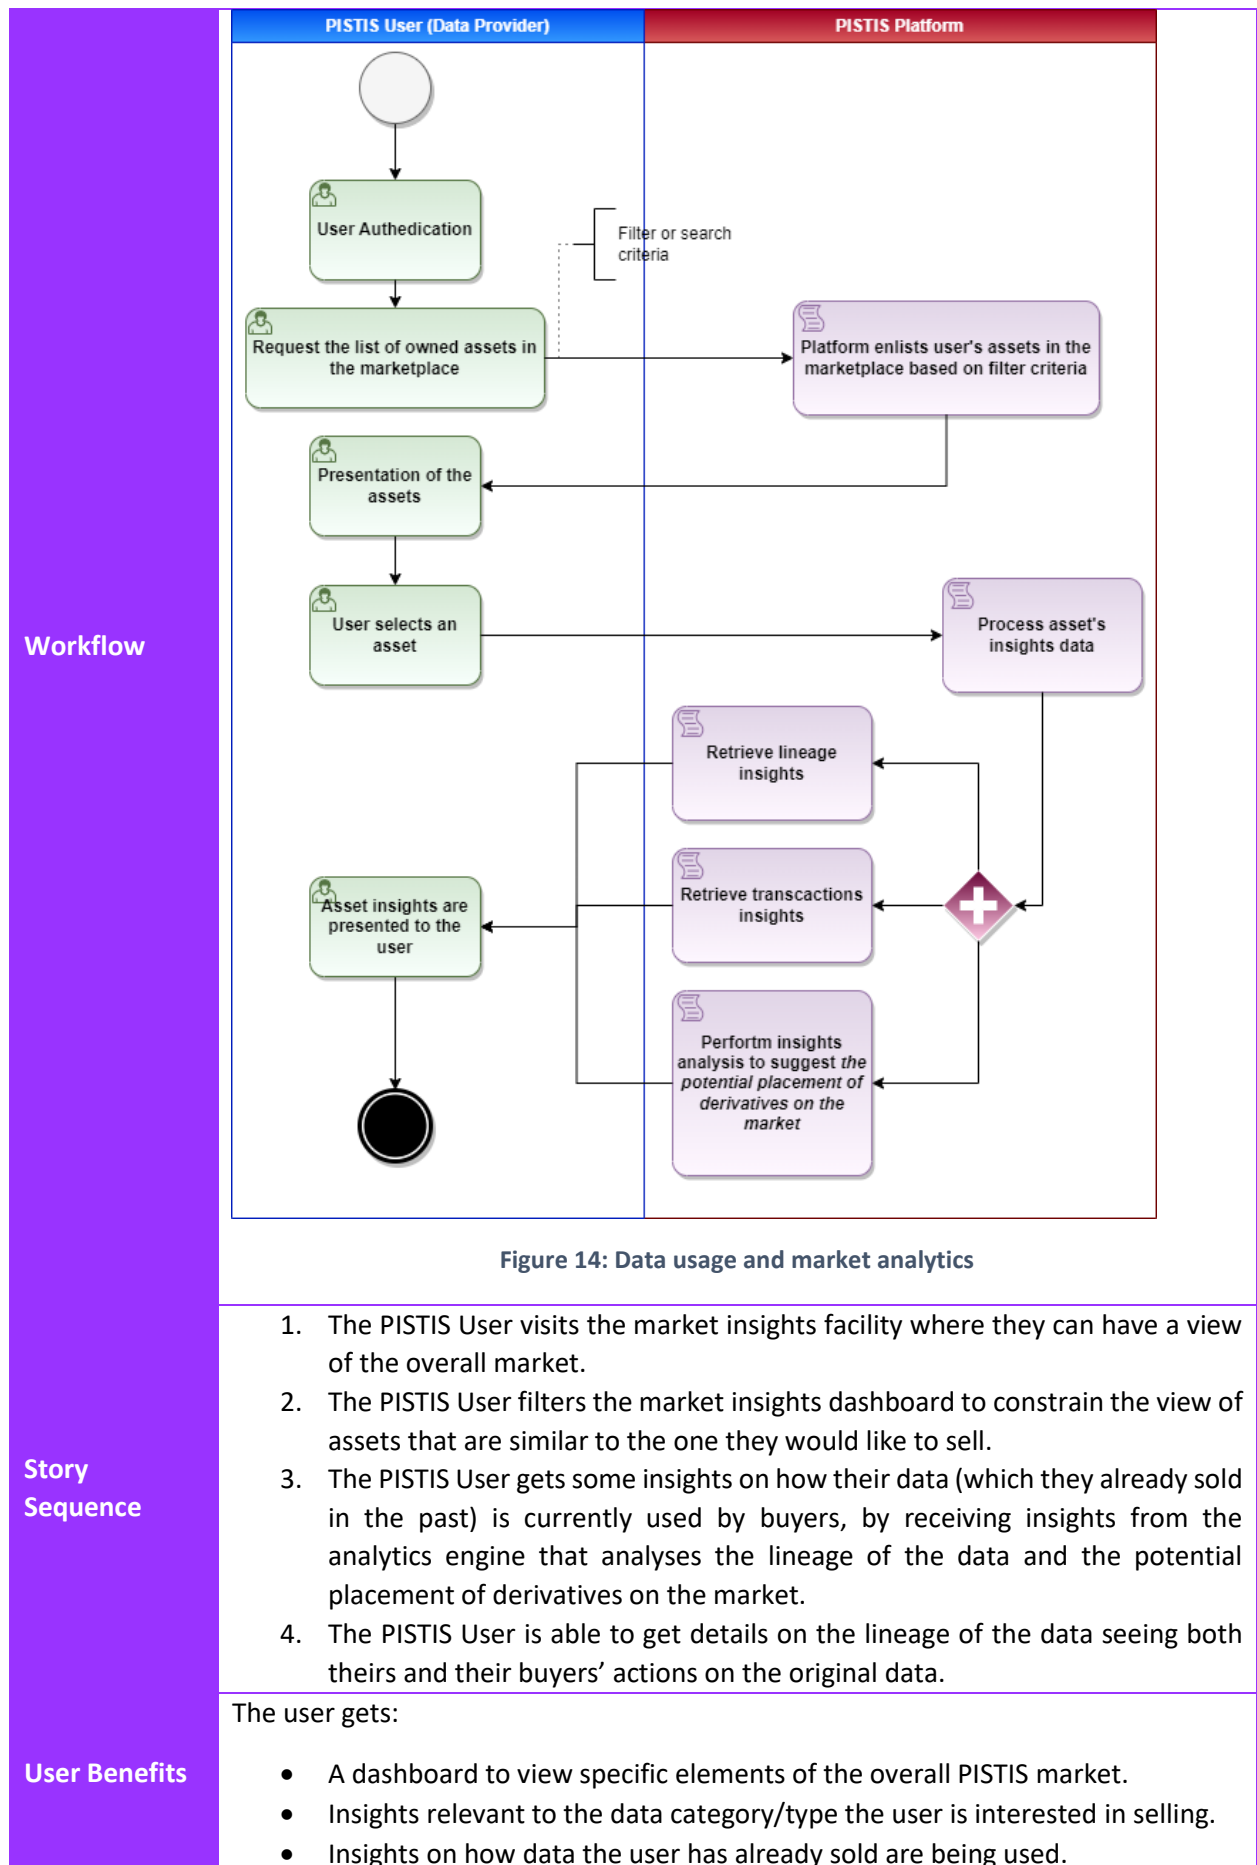 PISTIS User (Data Provider)
PISTIS Platform
User Authedication
Filter or search
criteria
Request the list of owned assets in
the marketplace
Platform enlists user's assets in the
marketplace based on filter criteria
Presentation of the
assets
Workflow
User selects an
asset
Process asset's
insights data
Retrieve lineage
insights
Retrieve transcactions
insights
Asset insights are
presented to the
user
Perfortm insights
analysis to suggest the
potential placement of
derivatives on the
market
Figure 14: Data usage and market analytics
Story
Sequence
1. The PISTIS User visits the market insights facility where they can have a view
of the overall market.
2. The PISTIS User filters the market insights dashboard to constrain the view of
assets that are similar to the one they would like to sell.
3. The PISTIS User gets some insights on how their data (which they already sold
in the past) is currently used by buyers, by receiving insights from the
analytics engine that analyses the lineage of the data and the potential
placement of derivatives on the market.
4. The PISTIS User is able to get details on the lineage of the data seeing both
theirs and their buyers’ actions on the original data.
User Benefits
The user gets:
• A dashboard to view specific elements of the overall PISTIS market.
• Insights relevant to the data category/type the user is interested in selling.
• Insights on how data the user has already sold are being used.